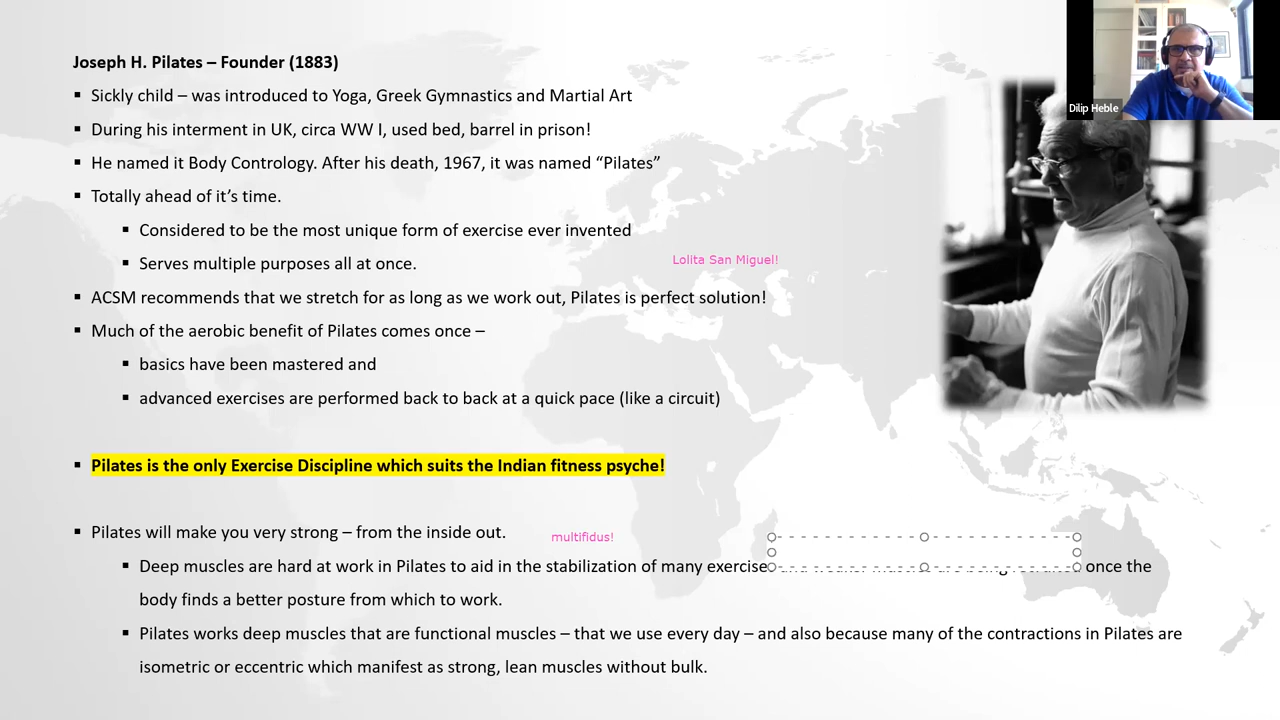 Joseph H. Pilates – Founder (1883)
▪ Sickly child – was introduced to Yoga, Greek Gymnastics and Martial Art
▪ During his interment in UK, circa WW I, used bed, barrel in prison!
▪ He named it Body Contrology. After his death, 1967, it was named “Pilates”
▪ Totally ahead of it’s time.
▪ Considered to be the most unique form of exercise ever invented
▪ Serves multiple purposes all at once.
Lolita San Miguel!
▪ ACSM recommends that we stretch for as long as we work out, Pilates is perfect solution!
▪ Much of the aerobic benefit of Pilates comes once –
▪ basics have been mastered and
▪ advanced exercises are performed back to back at a quick pace (like a circuit)
▪ Pilates is the only Exercise Discipline which suits the Indian fitness psyche!
▪ Pilates will make you very strong – from the inside out.
multifidus!
▪ Deep muscles are hard at work in Pilates to aid in the stabilization of many exercise once the
body finds a better posture from which to work.
▪ Pilates works deep muscles that are functional muscles – that we use every day – and also because many of the contractions in Pilates are
isometric or eccentric which manifest as strong, lean muscles without bulk.
Dilip Heble